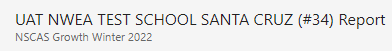 UAT NWEA TEST SCHOOL SANTA CRUZ (#34) Report
NSCAS Growth Winter 2022